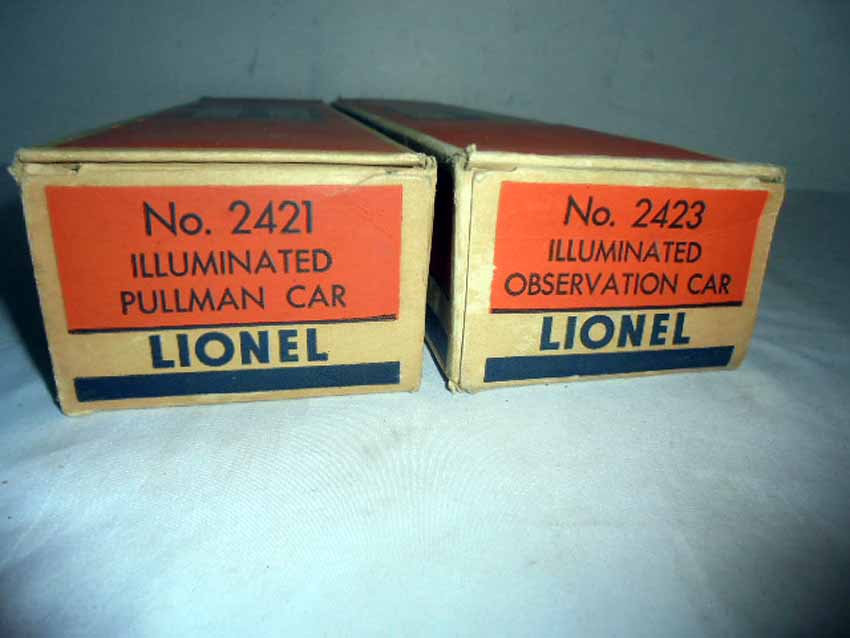 No. 2421
ILLUMINATED
PULLMAN CAR
LIONEL
No. 2423
ILLUMINATED
OBSERVATION CAR
LIONEL